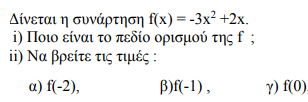 Δίνεται η συνάρτηση f(x) = -3x² +2x.
i) Ποιο είναι το πεδίο ορισμού της f ;
ii) Να βρείτε τις τιμές :
α) f(-2), β)f(-1) , γ) f(0)